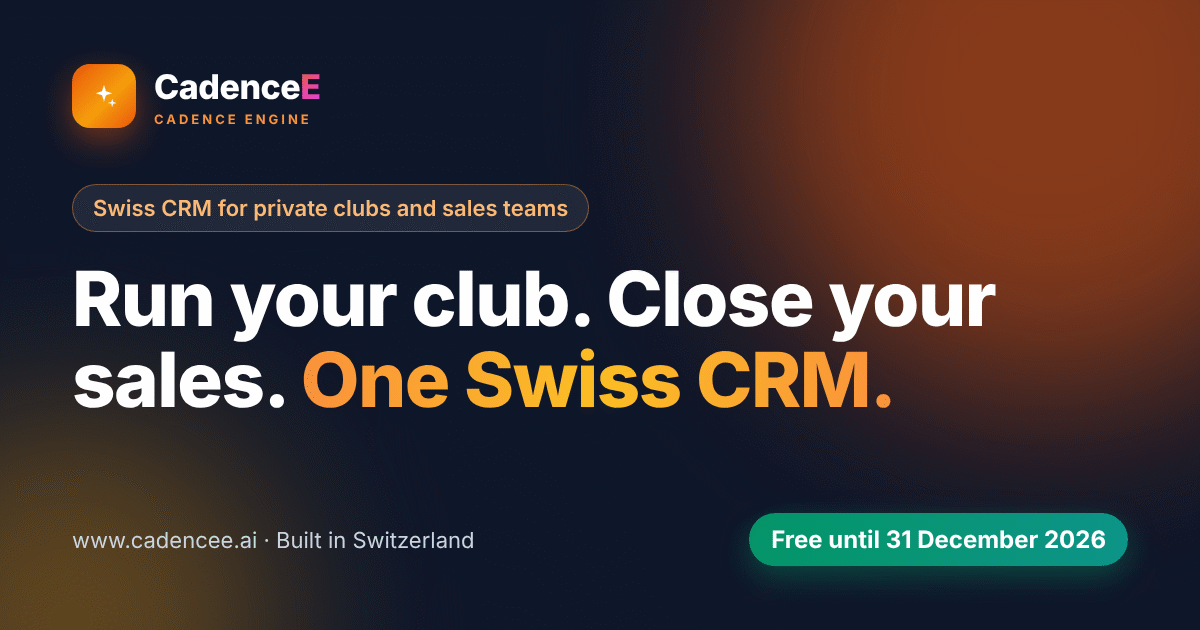 CadenceE
CADENCE ENGINE
Swiss CRM for private clubs and sales teams
Run your club. Close your
sales. One Swiss CRM.
www.cadencee.ai · Built in Switzerland
Free until 31 December 2026